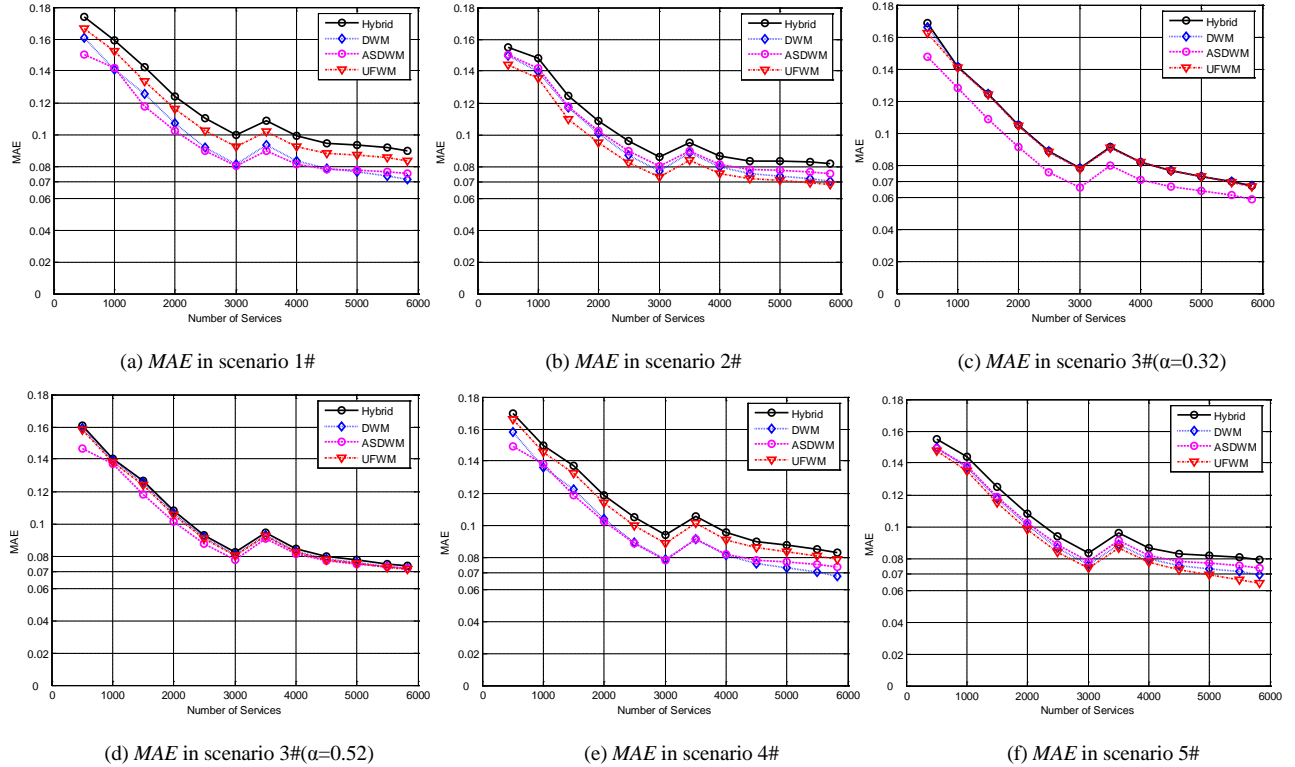 0.18
0.16
0.14
0.12
0.1
0.08
0.07
0.06
0.04
0.02
0
MAE
0 1000 2000 3000 4000 5000 6000
Number of Services
Hybrid
DWM
ASDWM
UFWM
(a) MAE in scenario 1#
0.18
0.16
0.14
0.12
0.1
0.08
0.07
0.06
0.04
0.02
0
MAE
0 1000 2000 3000 4000 5000 6000
Number of Services
Hybrid
DWM
ASDWM
UFWM
(b) MAE in scenario 2#
0.18
0.16
0.14
0.12
0.1
0.08
0.07
0.06
0.04
0.02
0
MAE
0 1000 2000 3000 4000 5000 6000
Number of Services
Hybrid
DWM
ASDWM
UFWM
(c) MAE in scenario 3#(α=0.32)
0.18
0.16
0.14
0.12
0.1
0.08
0.07
0.06
0.04
0.02
0
MAE
0 1000 2000 3000 4000 5000 6000
Number of Services
Hybrid
DWM
ASDWM
UFWM
(d) MAE in scenario 3#(α=0.52)
0.18
0.16
0.14
0.12
0.1
0.08
0.07
0.06
0.04
0.02
0
MAE
0 1000 2000 3000 4000 5000 6000
Number of Services
Hybrid
DWM
ASDWM
UFWM
(e) MAE in scenario 4#
0.18
0.16
0.14
0.12
0.1
0.08
0.07
0.06
0.04
0.02
0
MAE
0 1000 2000 3000 4000 5000 6000
Number of Services
Hybrid
DWM
ASDWM
UFWM
(f) MAE in scenario 5#